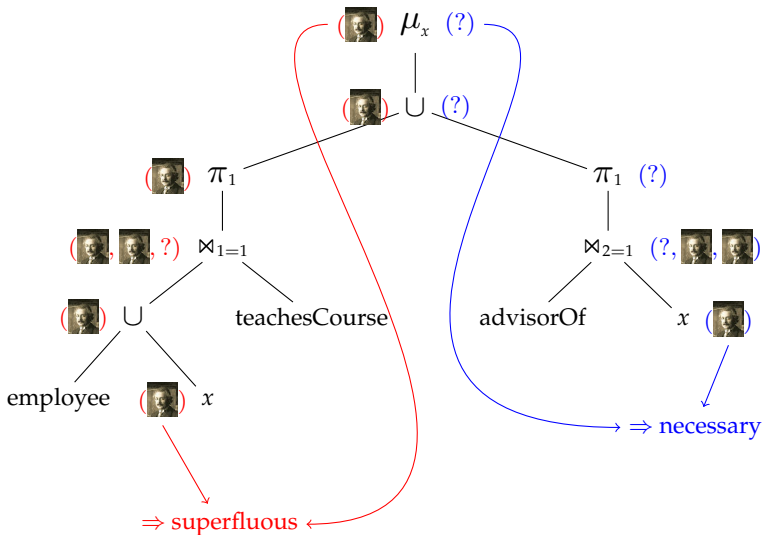 ( ) μx (?)
( ) ∪ (?)
( ) π1 π1 (?)
( , , ?) ⋈1=1 ⋈2=1 (?, , )
( ) ∪ teachesCourse advisorOf x ( )
employee ( ) x
⇒ necessary
⇒ superfluous